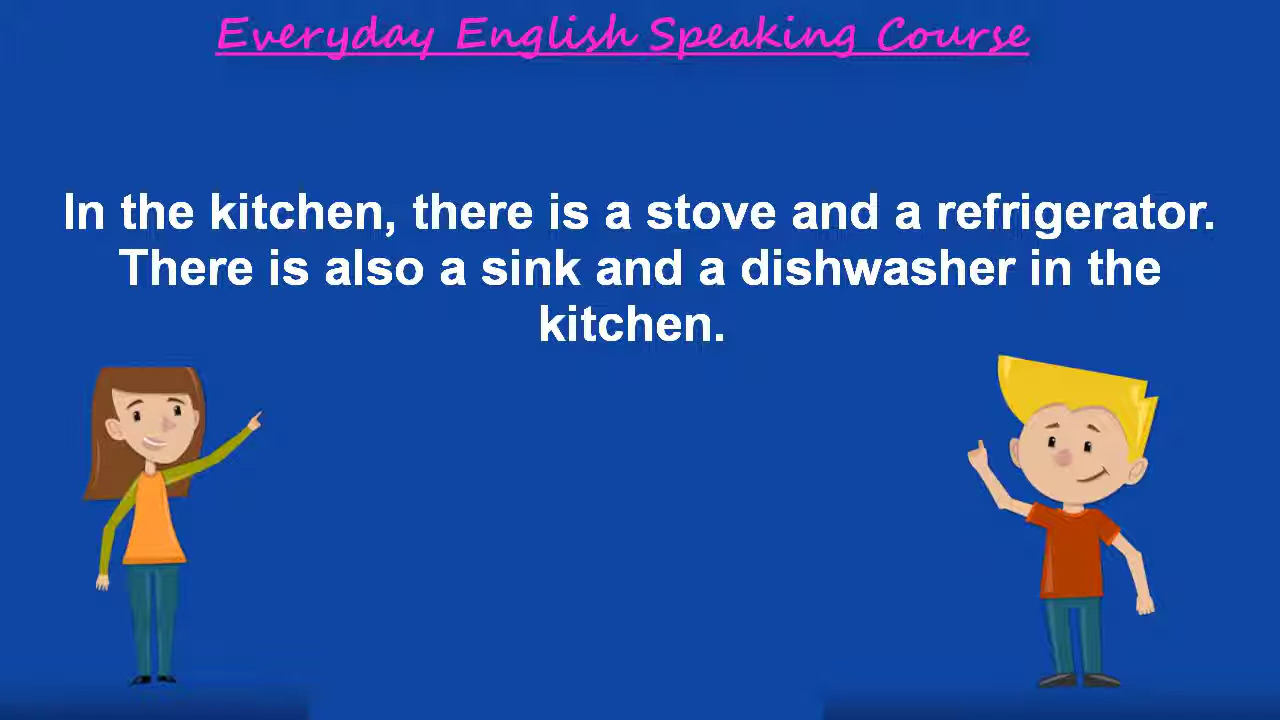 Everyday English Speaking Course
In the kitchen, there is a stove and a refrigerator.
There is also a sink and a dishwasher in the
kitchen.